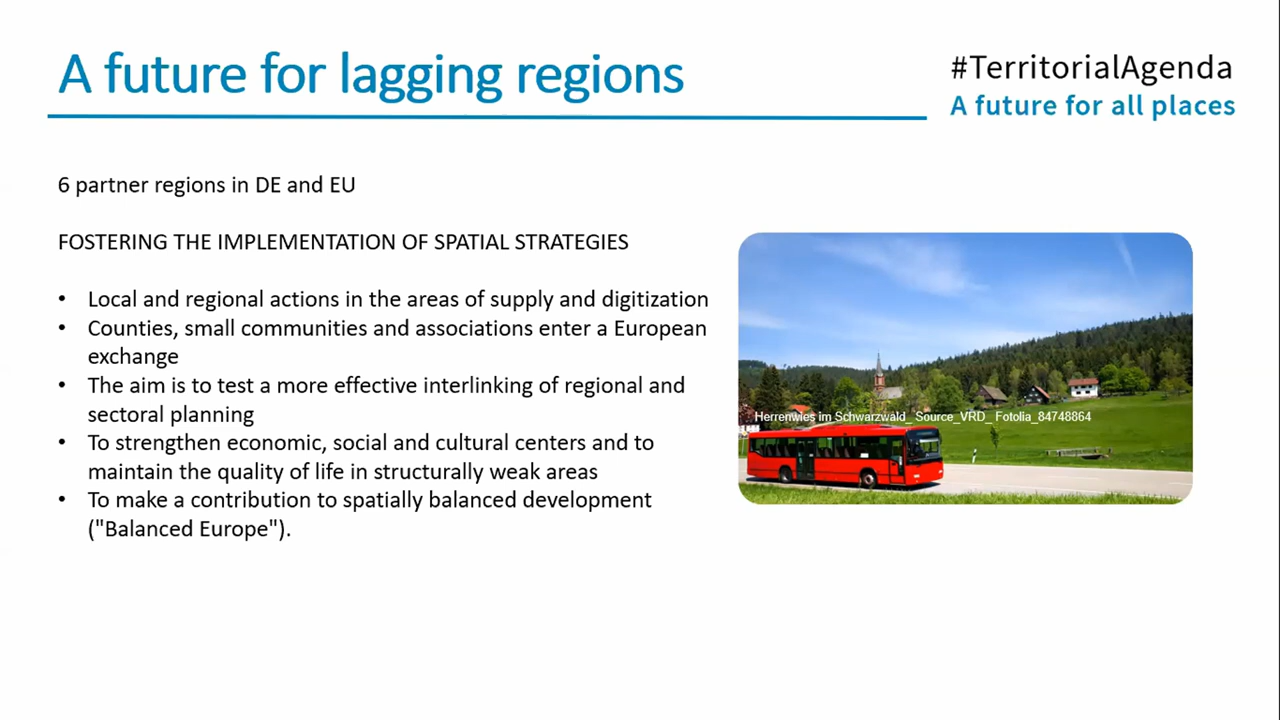 A future for lagging regions
#TerritorialAgenda
A future for all places
6 partner regions in DE and EU
FOSTERING THE IMPLEMENTATION OF SPATIAL STRATEGIES
• Local and regional actions in the areas of supply and digitization
• Counties, small communities and associations enter a European
exchange
• The aim is to test a more effective interlinking of regional and
sectoral planning
• To strengthen economic, social and cultural centers and to
maintain the quality of life in structurally weak areas
• To make a contribution to spatially balanced development
("Balanced Europe").
Herrenwies im Schwarzwald_Source_VRD_ Fotolia_84748864